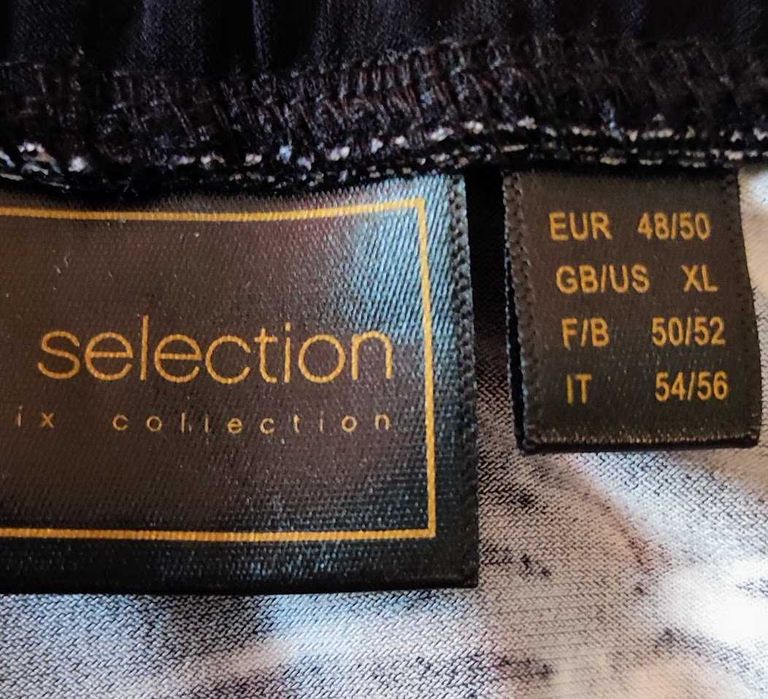 selection
ix collection
EUR 48/50
GB/US XL
F/B 50/52
IT 54/56